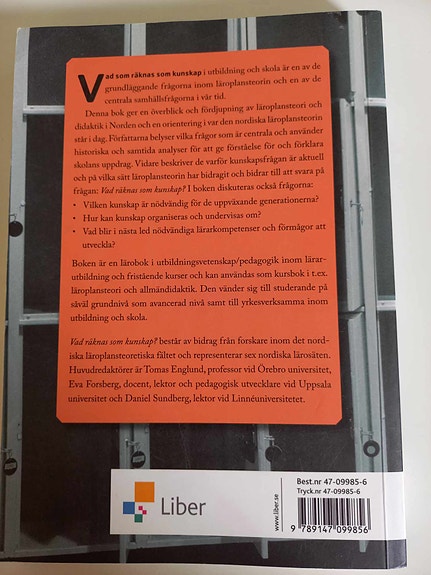 Vad som räknas som kunskap i utbildning och skola är en av de
grundläggande frågorna inom läroplansteorin och en av de
centrala samhällsfrågorna i vår tid.
Denna bok ger en överblick och fördjupning av läroplansteori och
didaktik i Norden och en orientering i var den nordiska läroplansteorin
står i dag. Författarna belyser vilka frågor som är centrala och använder
historiska och samtida analyser för att ge förståelse för och förklara
skolans uppdrag. Vidare beskriver de varför kunskapsfrågan är aktuell
och på vilka sätt läroplansteorin har bidragit och bidrar till att svara på
frågan: Vad räknas som kunskap? I boken diskuteras också frågorna:
• Vilken kunskap är nödvändig för de uppväxande generationerna?
• Hur kan kunskap organiseras och undervisas om?
• Vad blir i nästa led nödvändiga lärarkompetenser och förmågor att
utveckla?
Boken är en lärobok i utbildningsvetenskap/pedagogik inom lärar-
utbildning och fristående kurser och kan användas som kursbok i t.ex.
läroplansteori och allmändidaktik. Den vänder sig till studerande på
såväl grundnivå som avancerad nivå samt till yrkesverksamma inom
utbildning och skola.
Vad räknas som kunskap? består av bidrag från forskare inom det nord-
iska läroplansteoretiska fältet och representerar sex nordiska lärosäten.
Huvudredaktörer är Tomas Englund, professor vid Örebro universitet,
Eva Forsberg, docent, lektor och pedagogisk utvecklare vid Uppsala
universitet och Daniel Sundberg, lektor vid Linnéuniversitetet.
Liber
www.liber.se
Best.nr 47-09985-6
Tryck.nr 47-09985-6
9 789147 099856